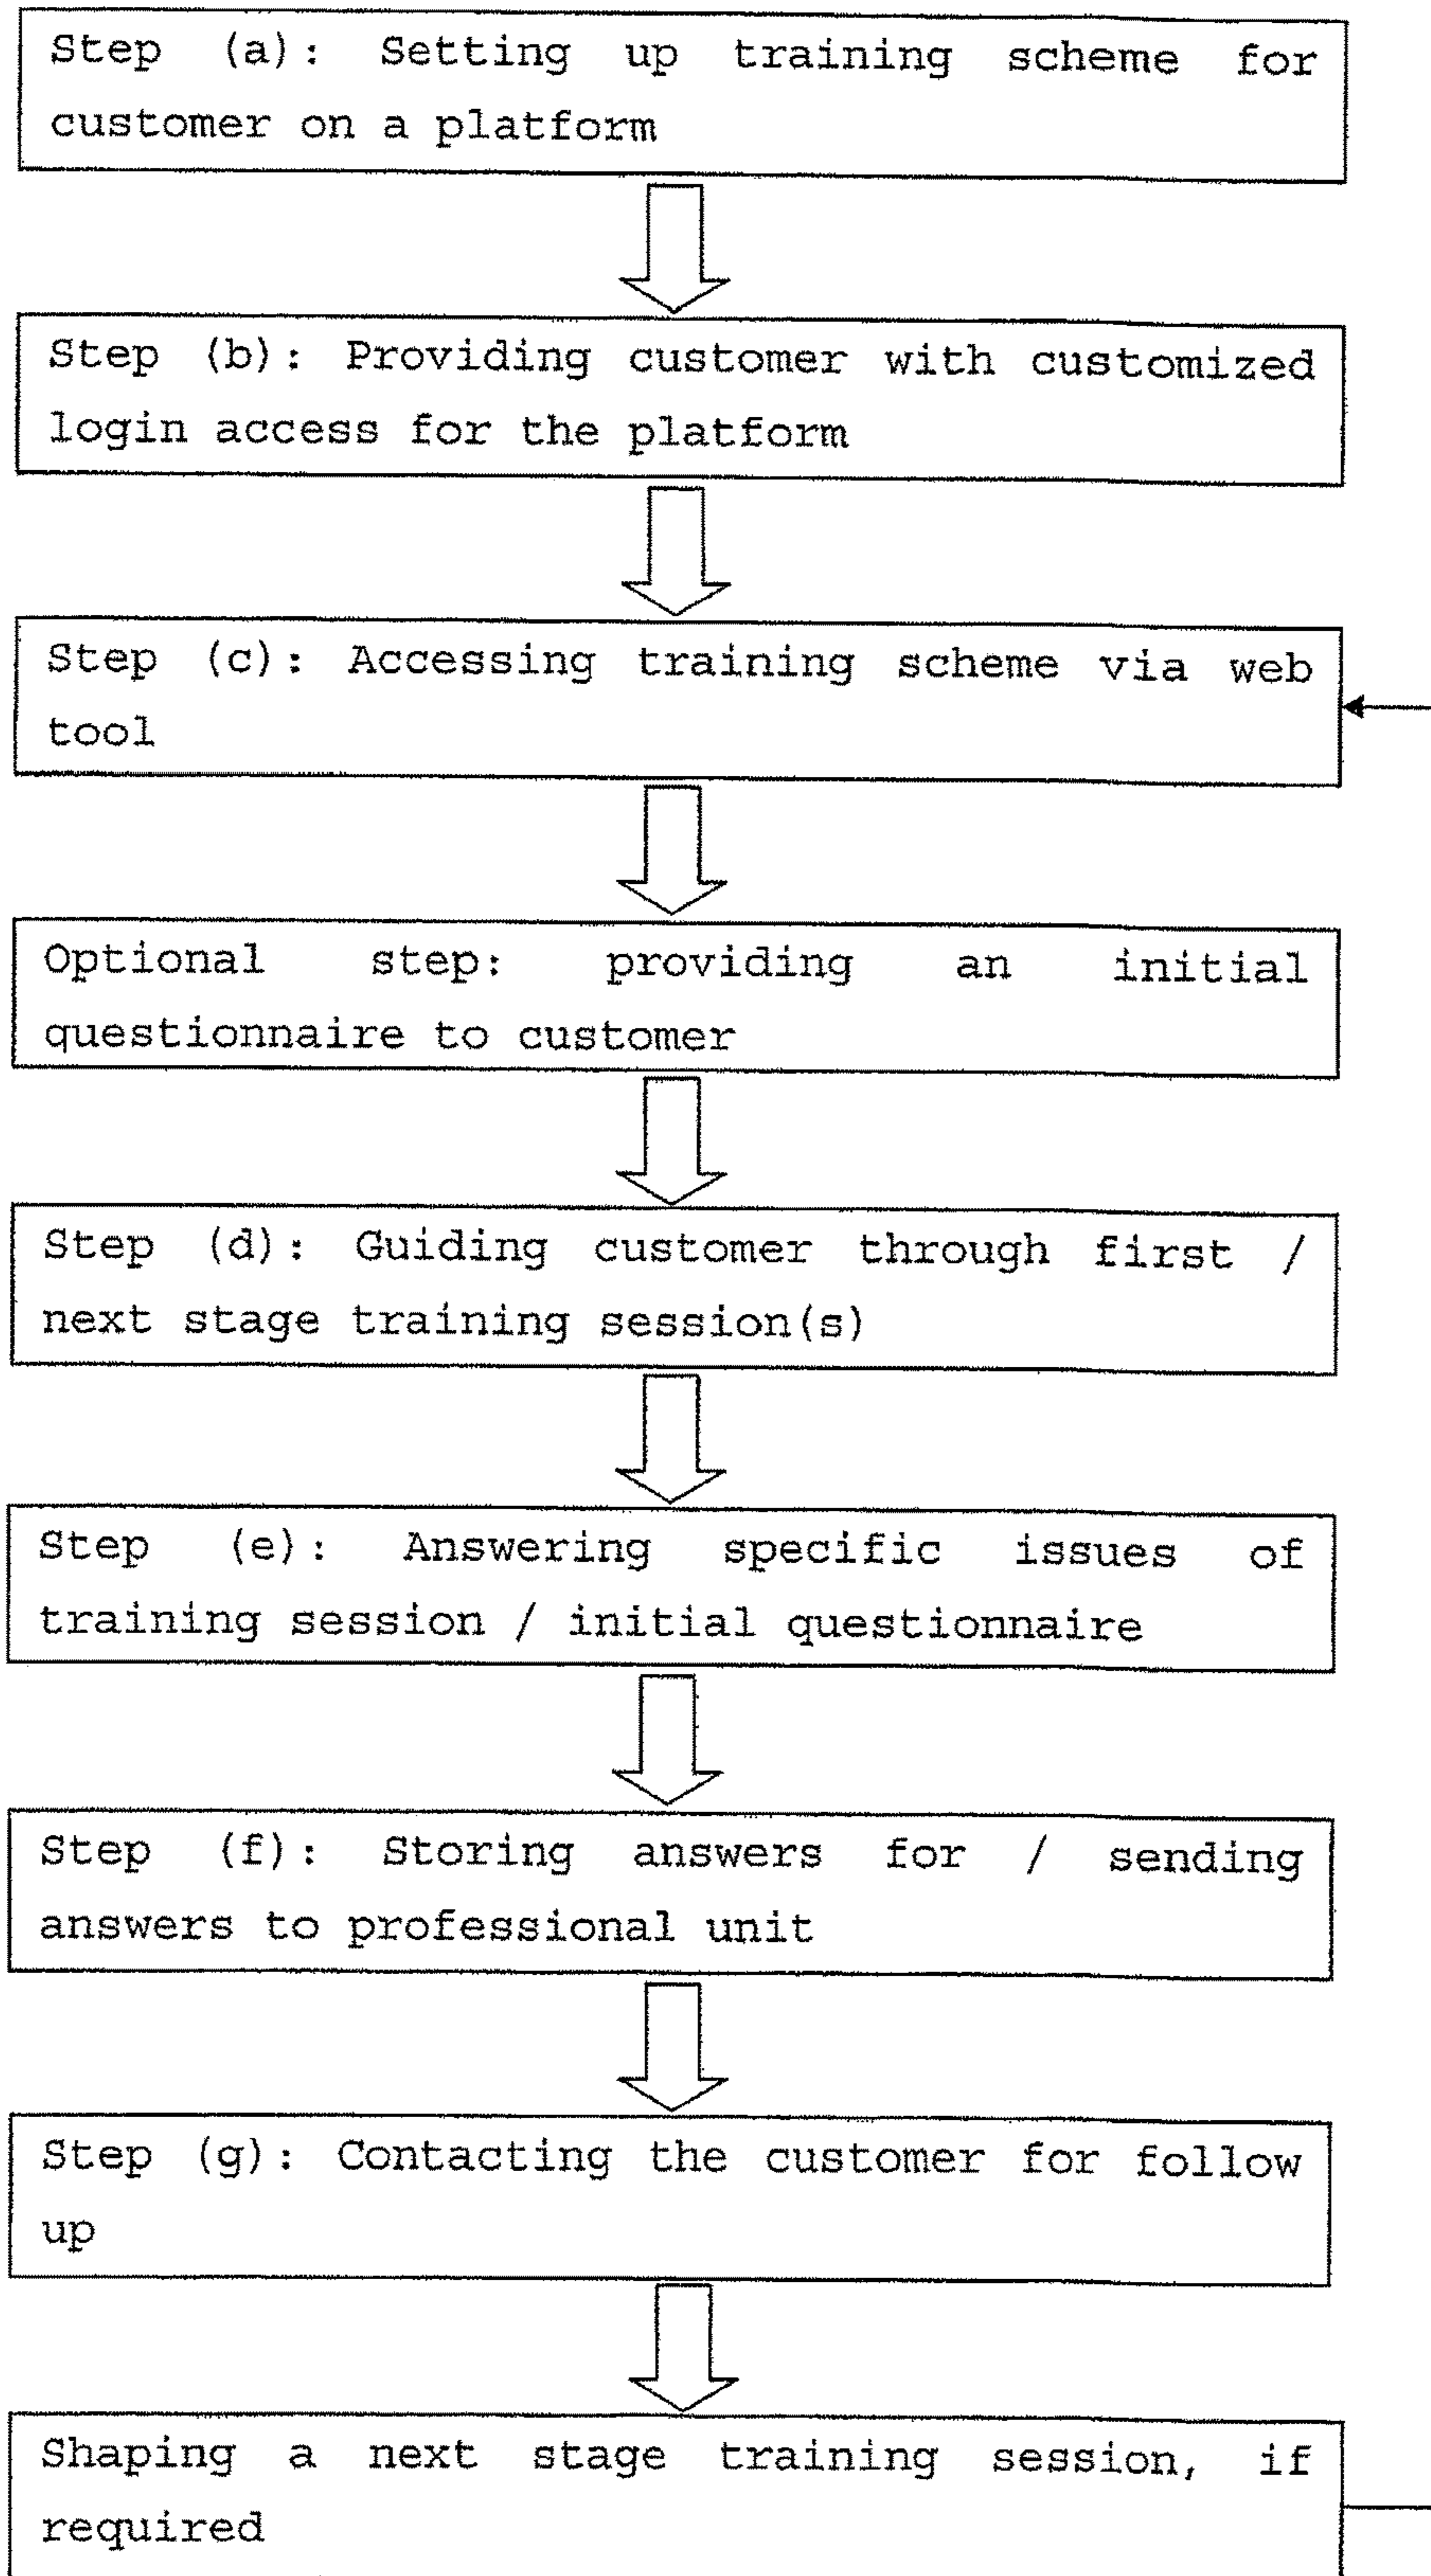 Step (a): Setting up training scheme for
customer on a platform
Step (b): Providing customer with customized
login access for the platform
Step (c): Accessing training scheme via web
tool
Optional step: providing an initial
questionnaire to customer
Step (d): Guiding customer through first /
next stage training session(s)
Step (e): Answering specific issues of
training session / initial questionnaire
Step (f): Storing answers for / sending
answers to professional unit
Step (g): Contacting the customer for follow
up
Shaping a next stage training session, if
required